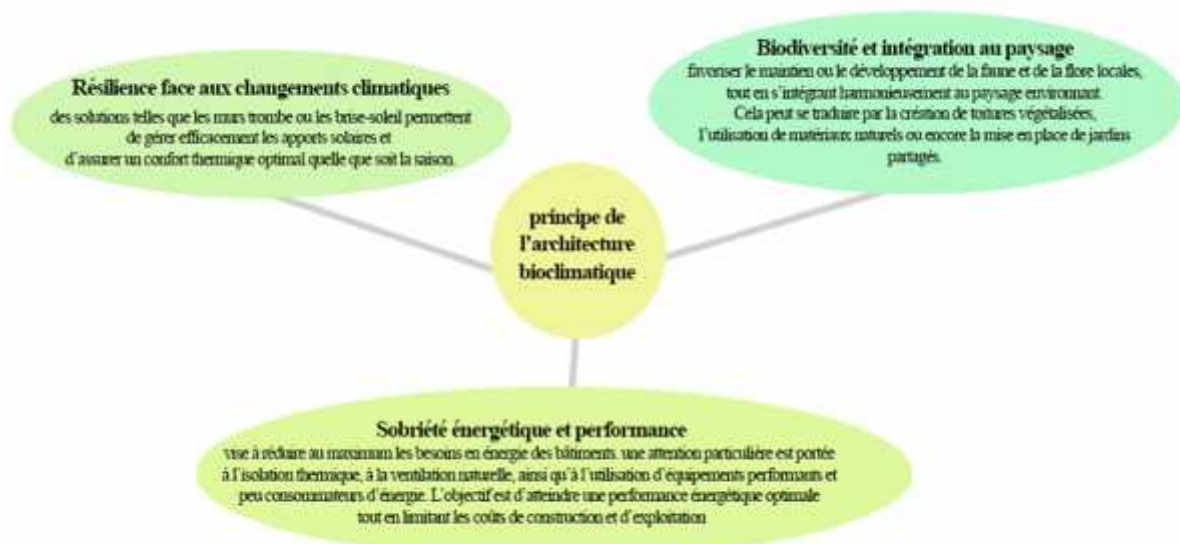 Résilience face aux changements climatiques
des solutions telles que les murs trombe ou les brise-soleil permettent
de gérer efficacement les apports solaires et
d'assurer un confort thermique optimal quelle que soit la saison.
Biodiversité et intégration au paysage
favoriser le maintien ou le développement de la faune et de la flore locales,
tout en s'intégrant harmonieusement au paysage environnant.
Cela peut se traduire par la création de toitures végétalisées,
l'utilisation de matériaux naturels ou encore la mise en place de jardins
partagés.
principe de
l'architecture
bioclimatique
Sobriété énergétique et performance
vise à réduire au maximum les besoins en énergie des bâtiments. une attention particulière est portée
à l'isolation thermique, à la ventilation naturelle, ainsi qu'à l'utilisation d'équipements performants et
peu consommateurs d'énergie. L'objectif est d'atteindre une performance énergétique optimale
tout en limitant les coûts de construction et d'exploitation